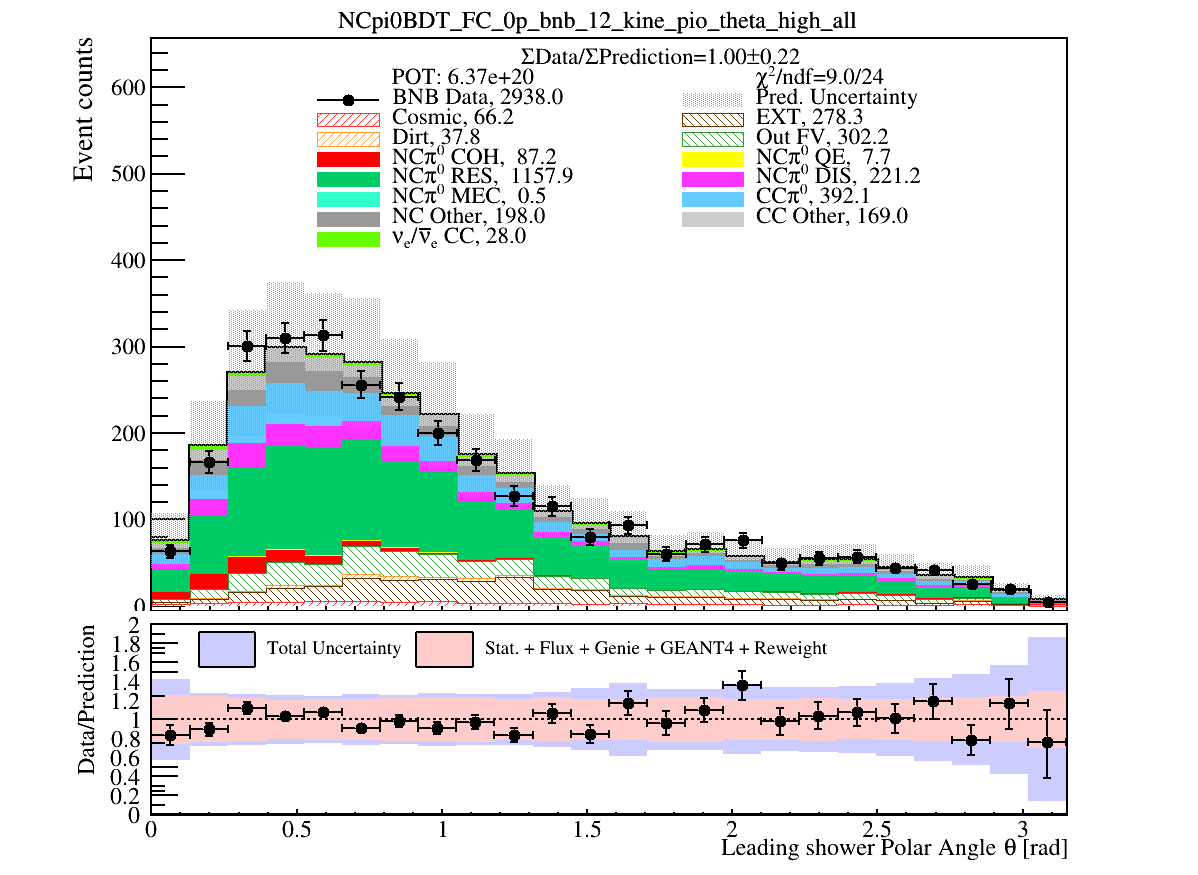 NCpi0BDT_FC_0p_bnb_12_kine_pio_theta_high_all
ΣData/ΣPrediction=1.00±0.22
POT: 6.37e+20
χ²/ndf=9.0/24
BNB Data, 2938.0
Pred. Uncertainty
Cosmic, 66.2
EXT, 278.3
Dirt, 37.8
Out FV, 302.2
NCπ⁰ COH, 87.2
NCπ⁰ QE, 7.7
NCπ⁰ RES, 1157.9
NCπ⁰ DIS, 221.2
NCπ⁰ MEC, 0.5
CCπ⁰, 392.1
NC Other, 198.0
CC Other, 169.0
νₑ/ν̅ₑ CC, 28.0
Event counts
600
500
400
300
200
100
0
Total Uncertainty
Stat. + Flux + Genie + GEANT4 + Reweight
Data/Prediction
2
1.8
1.6
1.4
1.2
1
0.8
0.6
0.4
0.2
0
0 0.5 1 1.5 2 2.5 3
Leading shower Polar Angle θ [rad]